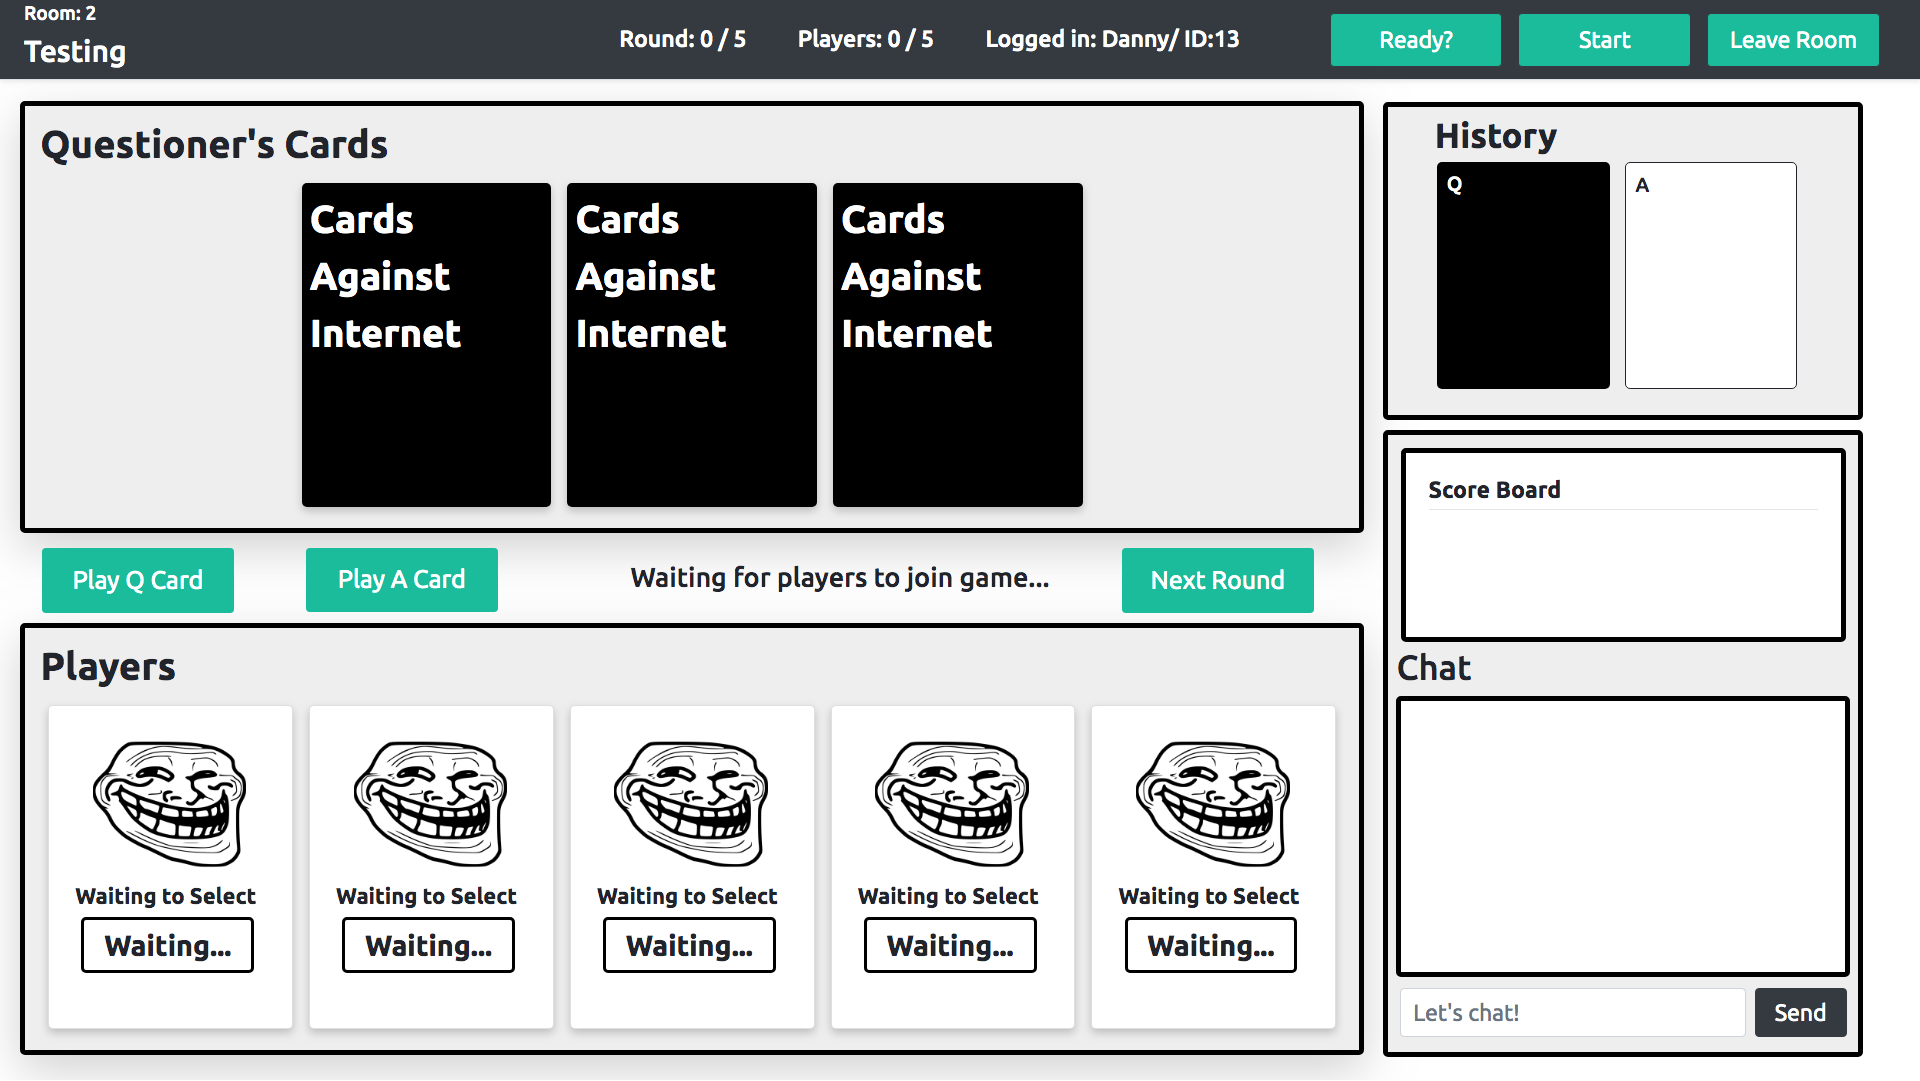 Room: 2
Testing
Round: 0 / 5
Players: 0 / 5
Logged in: Danny/ ID:13
Ready?
Start
Leave Room
Questioner's Cards
Cards
Against
Internet
Cards
Against
Internet
Cards
Against
Internet
History
Q
A
Play Q Card
Play A Card
Waiting for players to join game...
Next Round
Score Board
Players
Waiting to Select
Waiting...
Waiting to Select
Waiting...
Waiting to Select
Waiting...
Waiting to Select
Waiting...
Waiting to Select
Waiting...
Chat
Let's chat!
Send